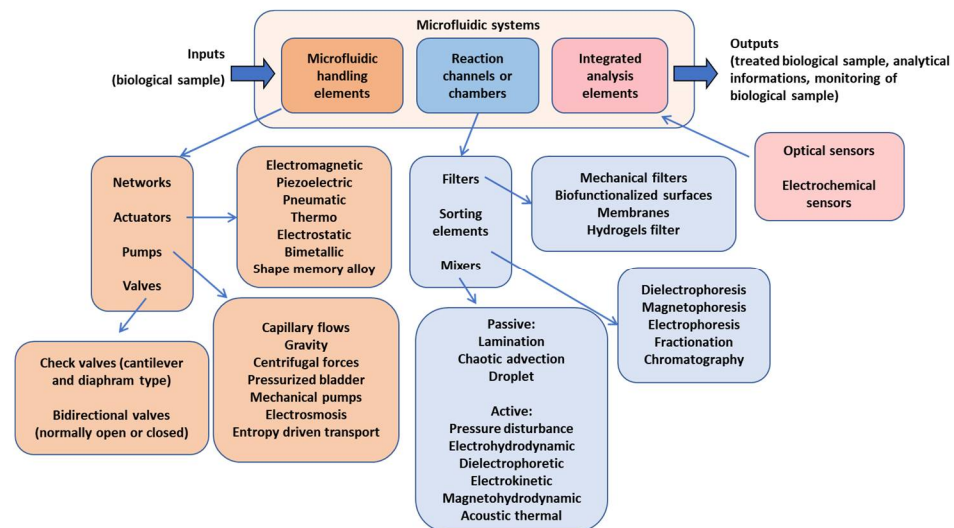 Microfluidic systems
Inputs
(biological sample)
Microfluidic
handling
elements
Reaction
channels or
chambers
Integrated
analysis
elements
Outputs
(treated biological sample, analytical
informations, monitoring of
biological sample)
Networks
Actuators
Pumps
Valves
Electromagnetic
Piezoelectric
Pneumatic
Thermo
Electrostatic
Bimetallic
Shape memory alloy
Filters
Sorting
elements
Mixers
Mechanical filters
Biofunctionalized surfaces
Membranes
Hydrogels filter
Optical sensors
Electrochemical
sensors
Check valves (cantilever
and diaphram type)
Bidirectional valves
(normally open or closed)
Capillary flows
Gravity
Centrifugal forces
Pressurized bladder
Mechanical pumps
Electrosmosis
Entropy driven transport
Passive:
Lamination
Chaotic advection
Droplet
Active:
Pressure disturbance
Electrohydrodynamic
Dielectrophoretic
Electrokinetic
Magnetohydrodynamic
Acoustic thermal
Dielectrophoresis
Magnetophoresis
Electrophoresis
Fractionation
Chromatography